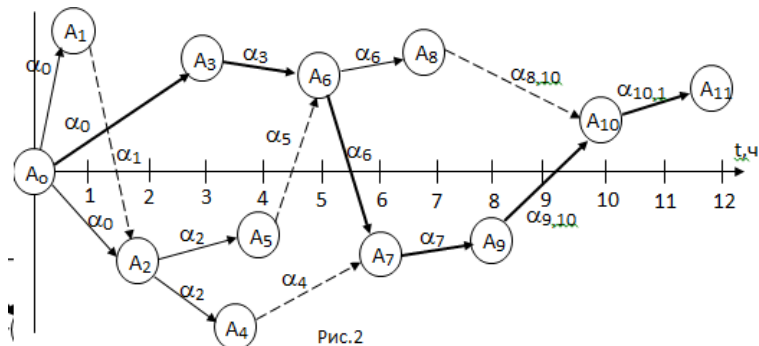 A₁ A₃ α₃ A₆ α₆ A₈ α₈,₁₀ A₁₀ α₁₀,₁ A₁₁
α₀ α₀ α₁ α₅ α₆
A₀ t,ч
1 2 3 4 5 6 7 8 9 10 11 12
α₀ A₂ α₂ A₅ α₂ α₄ A₇ α₇ A₉ α₉,₁₀
A₄
Рис.2